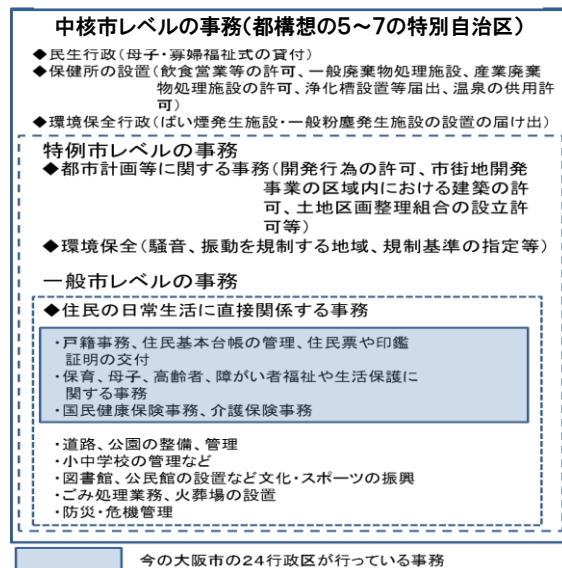 中核市レベルの事務(都構想の5～7の特別自治区)
◆民生行政(母子・寡婦福祉式の貸付)
◆保健所の設置(飲食営業等の許可、一般廃棄物処理施設、産業廃棄
物処理施設の許可、浄化槽設置等届出、温泉の供用許
可)
◆環境保全行政(ばい煙発生施設・一般粉塵発生施設の設置の届け出)
特例市レベルの事務
◆都市計画等に関する事務(開発行為の許可、市街地開発
事業の区域内における建築の許
可、土地区画整理組合の設立許
可等)
◆環境保全(騒音、振動を規制する地域、規制基準の指定等)
一般市レベルの事務
◆住民の日常生活に直接関係する事務
・戸籍事務、住民基本台帳の管理、住民票や印鑑
証明の交付
・保育、母子、高齢者、障がい者福祉や生活保護に
関する事務
・国民健康保険事務、介護保険事務
・道路、公園の整備、管理
・小中学校の管理など
・図書館、公民館の設置など文化・スポーツの振興
・ごみ処理業務、火葬場の設置
・防災・危機管理
今の大阪市の24行政区が行っている事務